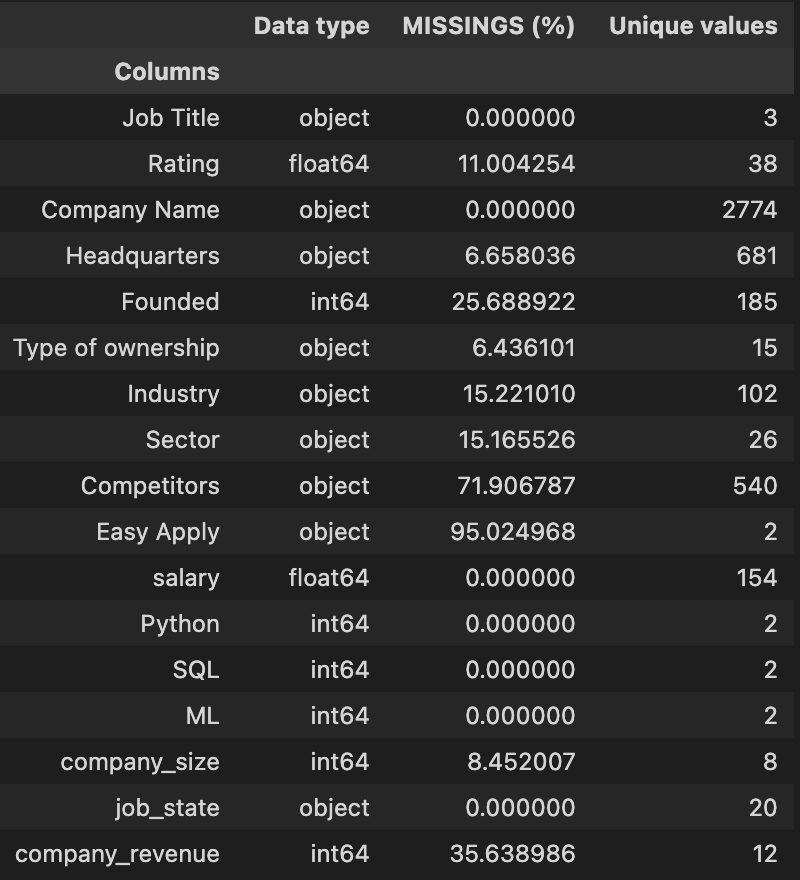 Data type MISSINGS (%) Unique values
Columns
Job Title object 0.000000 3
Rating float64 11.004254 38
Company Name object 0.000000 2774
Headquarters object 6.658036 681
Founded int64 25.688922 185
Type of ownership object 6.436101 15
Industry object 15.221010 102
Sector object 15.165526 26
Competitors object 71.906787 540
Easy Apply object 95.024968 2
salary float64 0.000000 154
Python int64 0.000000 2
SQL int64 0.000000 2
ML int64 0.000000 2
company_size int64 8.452007 8
job_state object 0.000000 20
company_revenue int64 35.638986 12